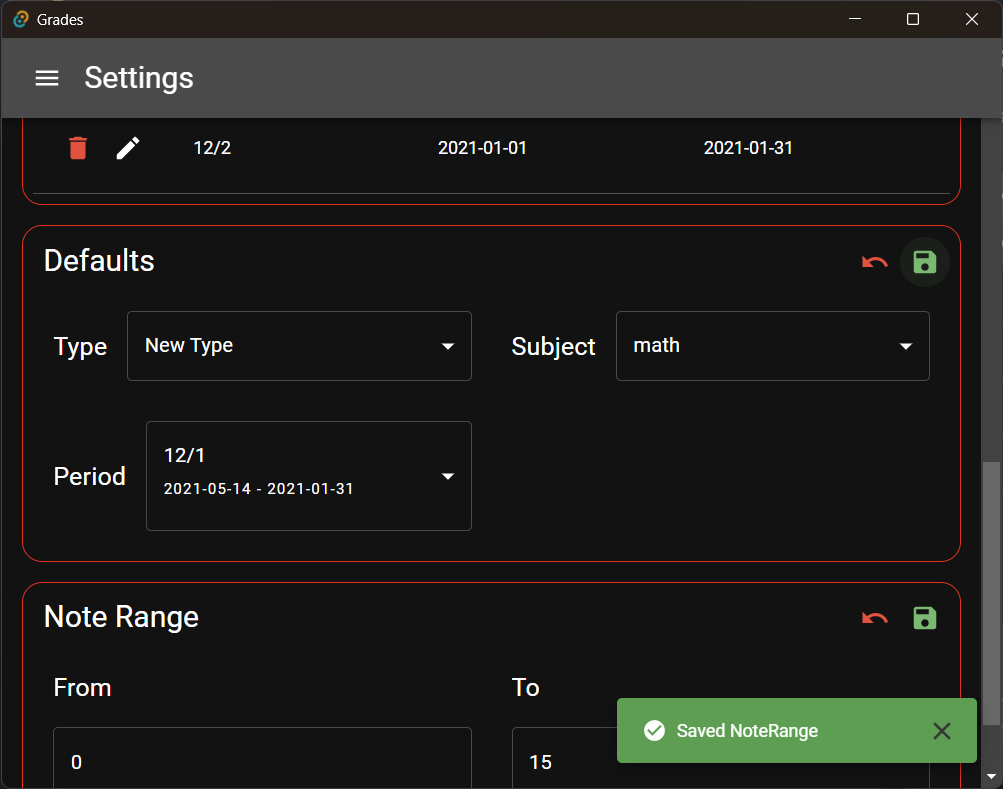 Grades
Settings
12/2 2021-01-01 2021-01-31
Defaults
Type New Type Subject math
Period 12/1
2021-05-14 - 2021-01-31
Note Range
From To
Saved NoteRange
0 15